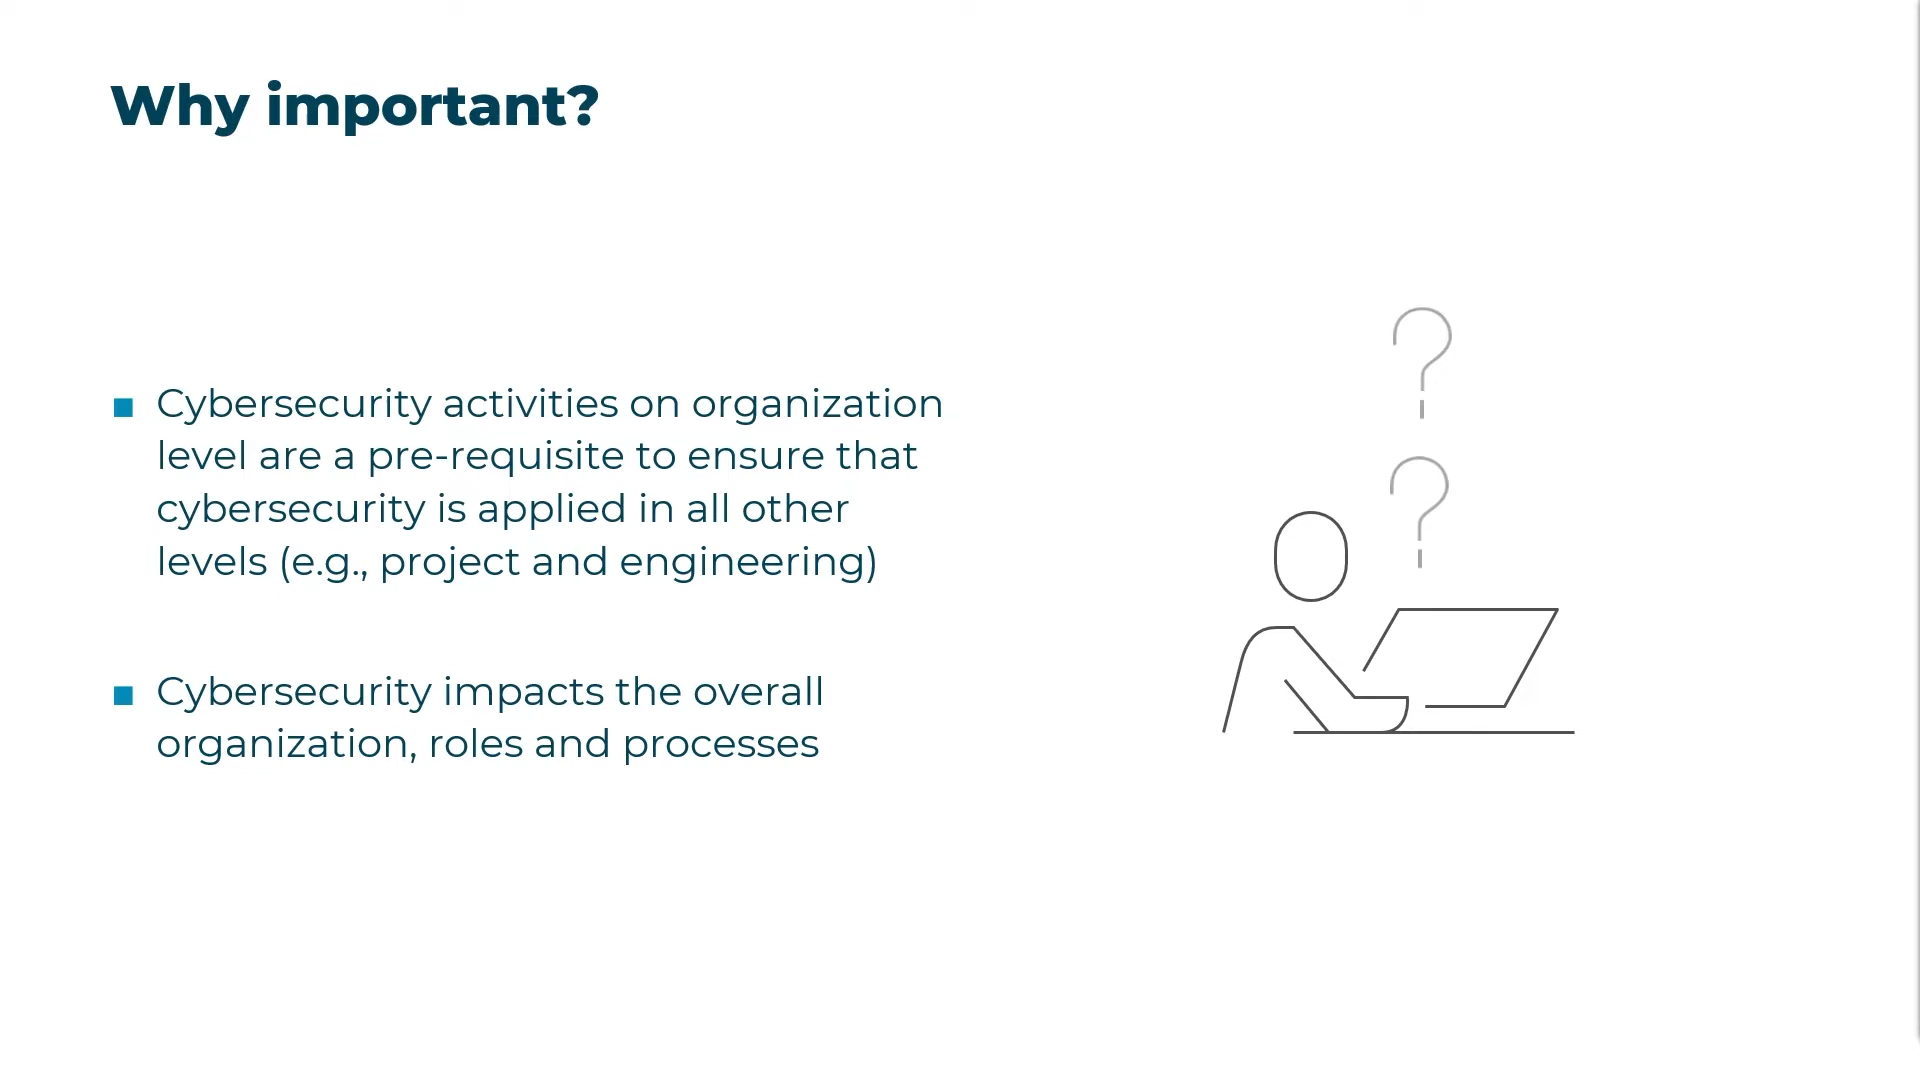 Why important?
■ Cybersecurity activities on organization
level are a pre-requisite to ensure that
cybersecurity is applied in all other
levels (e.g., project and engineering)
■ Cybersecurity impacts the overall
organization, roles and processes